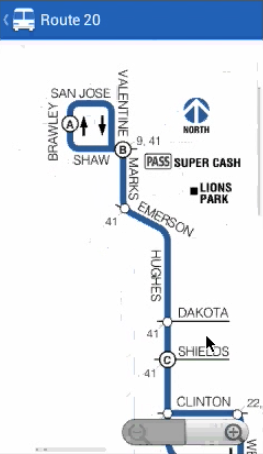 Route 20
SAN JOSE
VALENTINE
BRAWLEY
A
SHAW
B
9, 41
NORTH
PASS SUPER CASH
MARKS
LIONS
PARK
41
EMERSON
HUGHES
DAKOTA
41
C
SHIELDS
41
CLINTON
22,